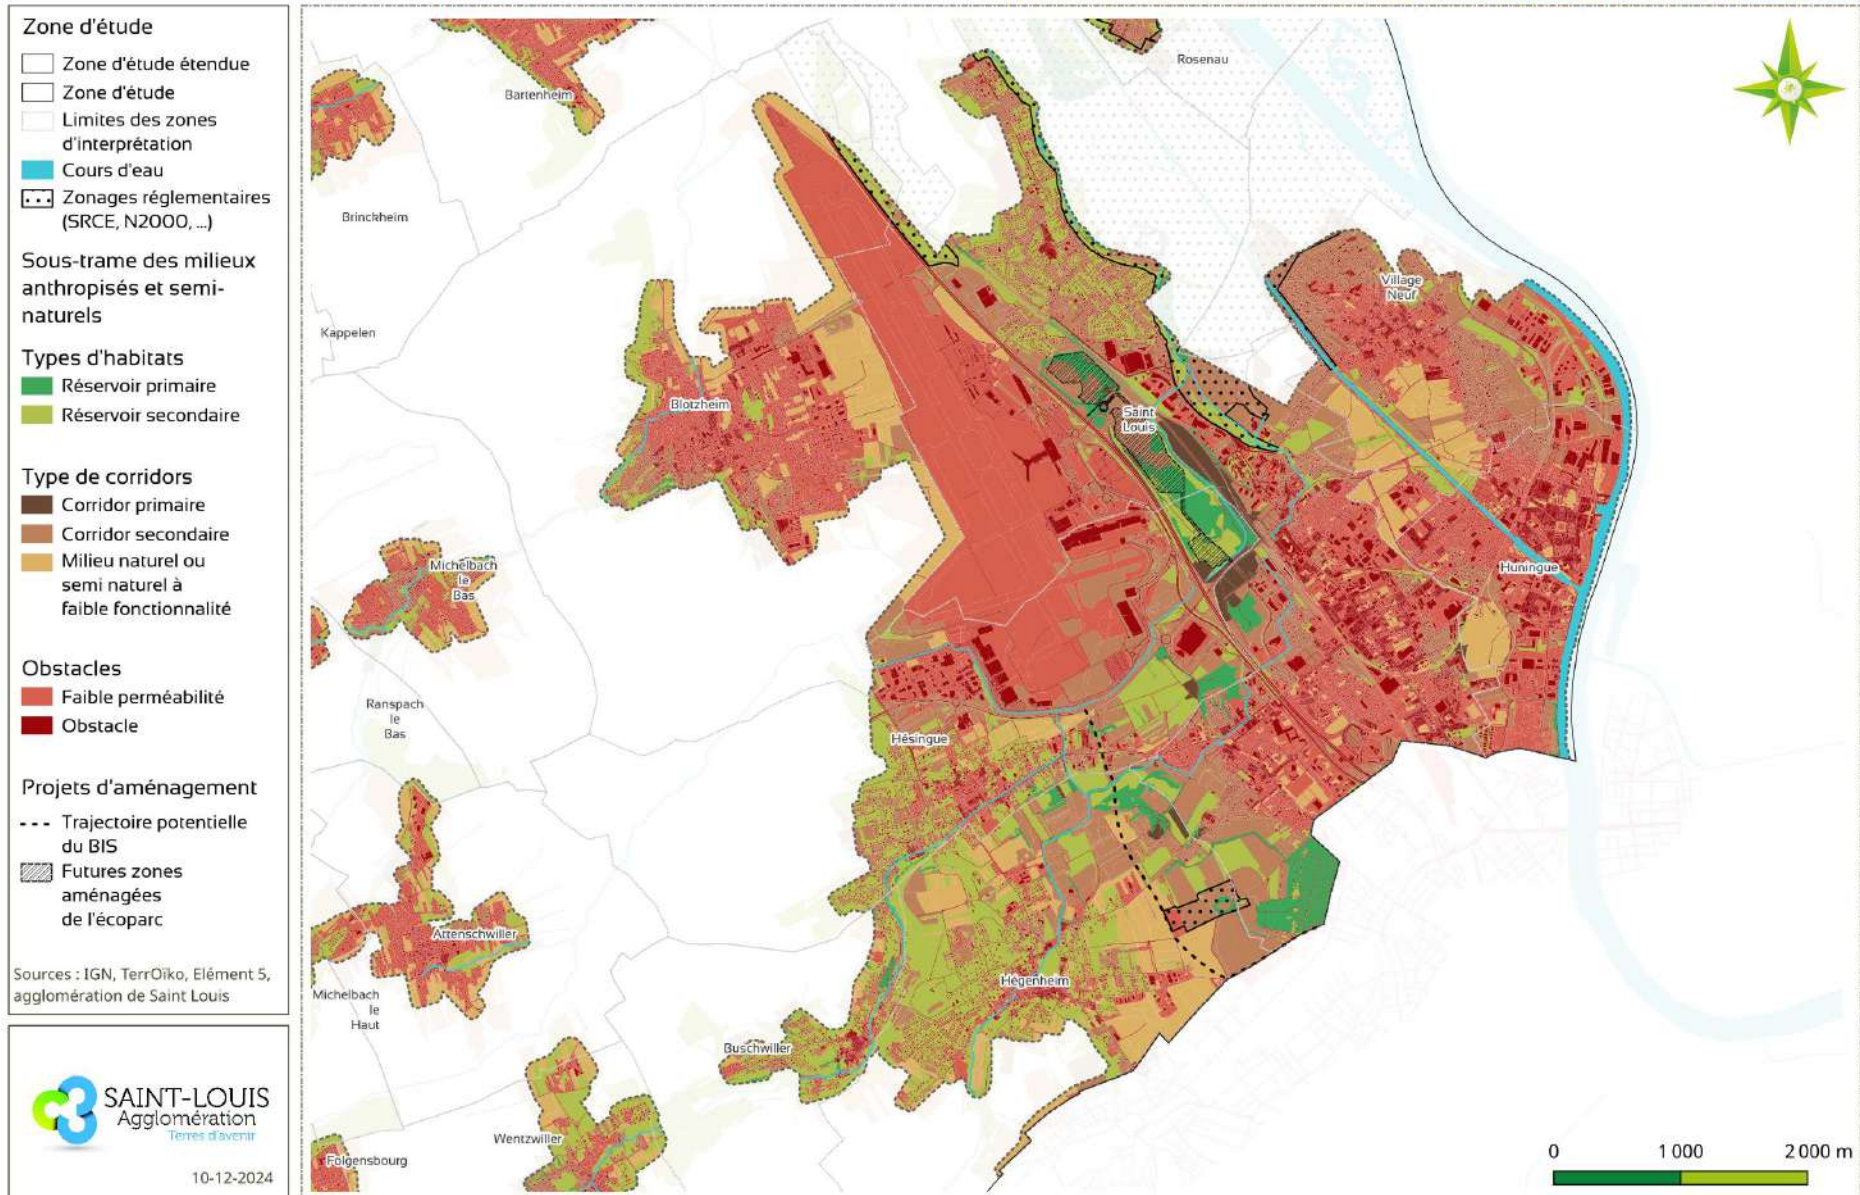 Zone d'étude
Zone d'étude étendue
Zone d'étude
Limites des zones
d'interprétation
Cours d'eau
Zonages réglementaires
(SRCE, N2000, ...)
Sous-trame des milieux
anthropisés et semi-
naturels
Types d'habitats
Réservoir primaire
Réservoir secondaire
Type de corridors
Corridor primaire
Corridor secondaire
Milieu naturel ou
semi naturel à
faible fonctionnalité
Obstacles
Faible perméabilité
Obstacle
Projets d'aménagement
Trajectoire potentielle
du BIS
Futures zones
aménagées
de l'écoparc
Sources : IGN, TerrOïko, Elément 5,
agglomération de Saint Louis
SAINT-LOUIS
Agglomération
Terres d'avenir
10-12-2024
Rosenau
Bartenheim
Brinckheim
Village
Neuf
Kappelen
Blotzheim
Saint
Louis
Michelbach
le
Bas
Huningue
Ranspach
le
Bas
Hésingue
Attenschwiller
Hégenheim
Michelbach
le
Haut
Buschwiller
Wentzwiller
Folgensbourg
0 1 000 2 000 m